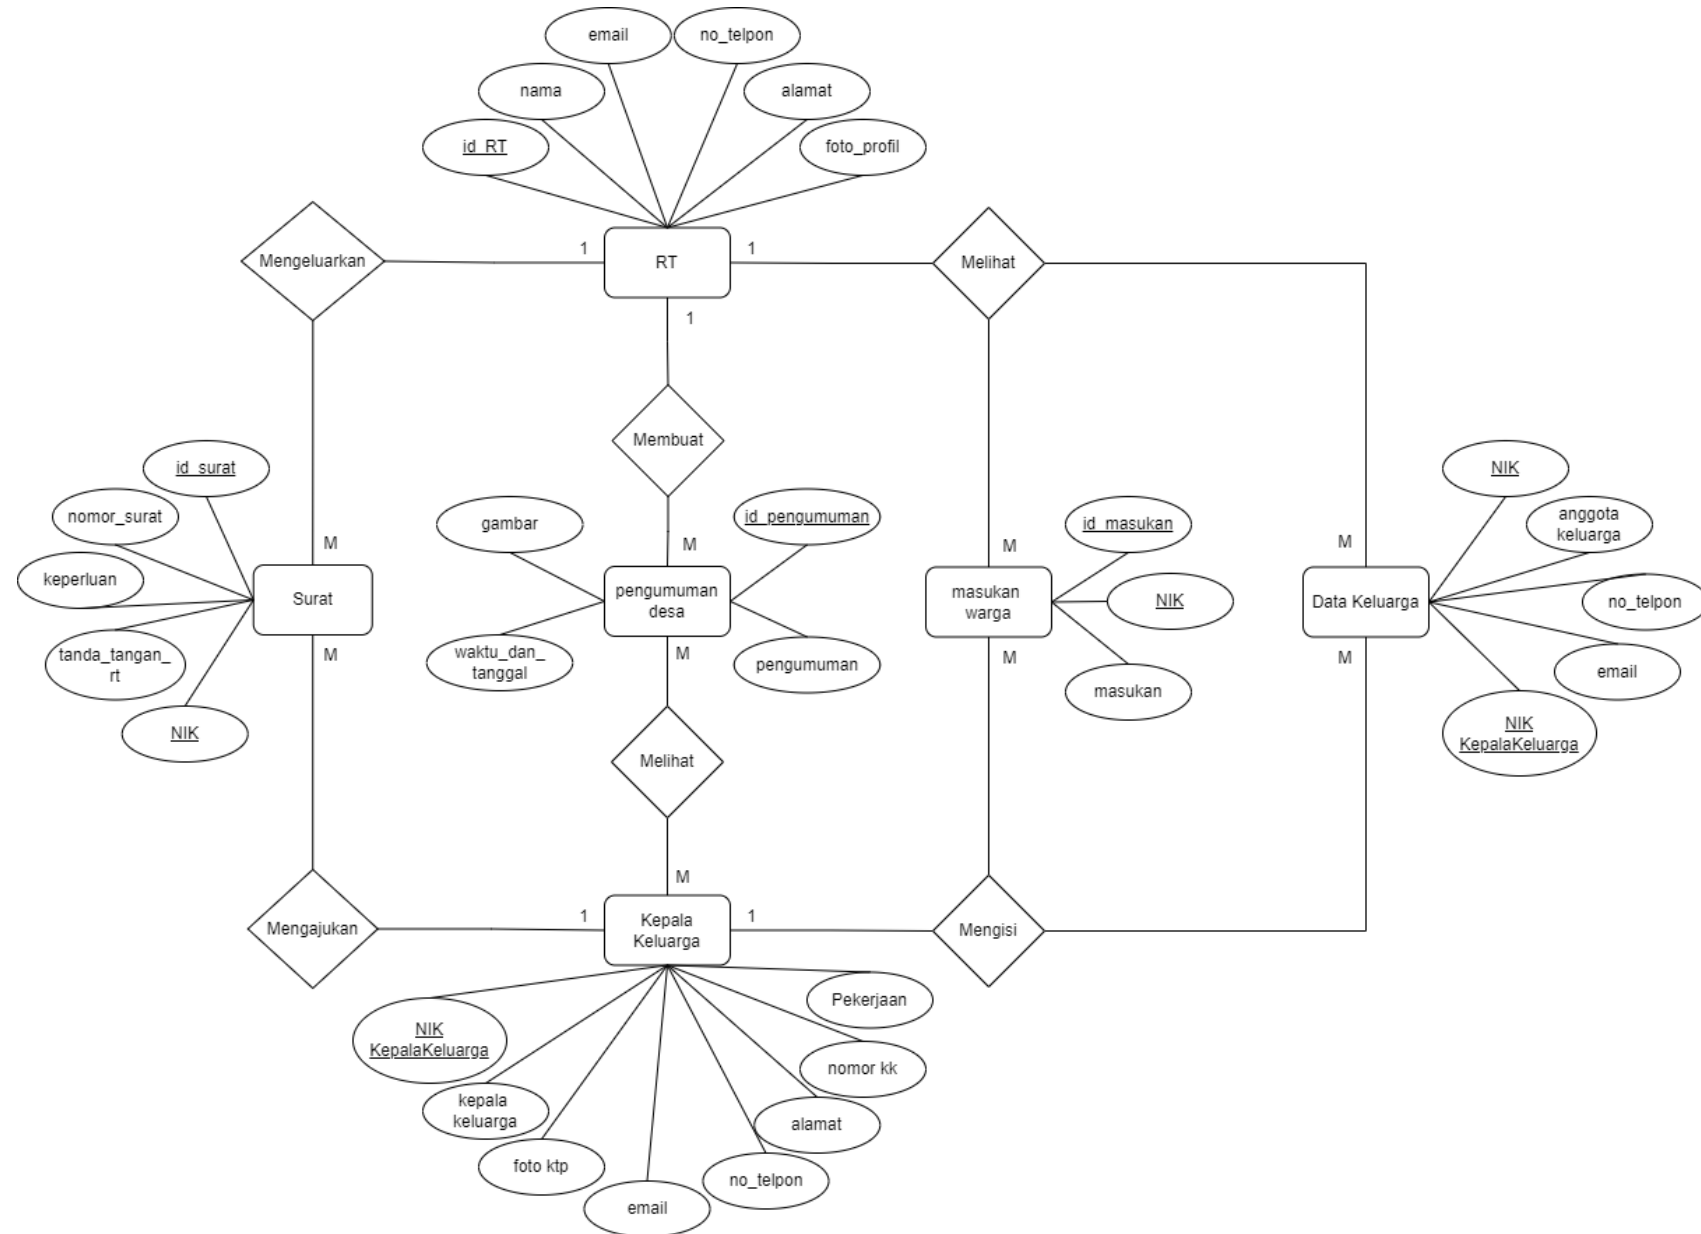 email
no_telpon
nama
alamat
id_RT
foto_profil
Mengeluarkan
1
RT
1
Melihat
1
Membuat
id_surat
NIK
nomor_surat
gambar
id_pengumuman
id_masukan
anggota
keluarga
M
M
M
M
keperluan
Surat
pengumuman
desa
masukan
warga
NIK
Data Keluarga
no_telpon
M
M
M
M
tanda_tangan_
rt
waktu_dan_
tanggal
pengumuman
masukan
email
NIK
NIK
KepalaKeluarga
Melihat
M
Mengajukan
1
Kepala
Keluarga
1
Mengisi
Pekerjaan
NIK
KepalaKeluarga
nomor kk
kepala
keluarga
alamat
foto ktp
no_telpon
email